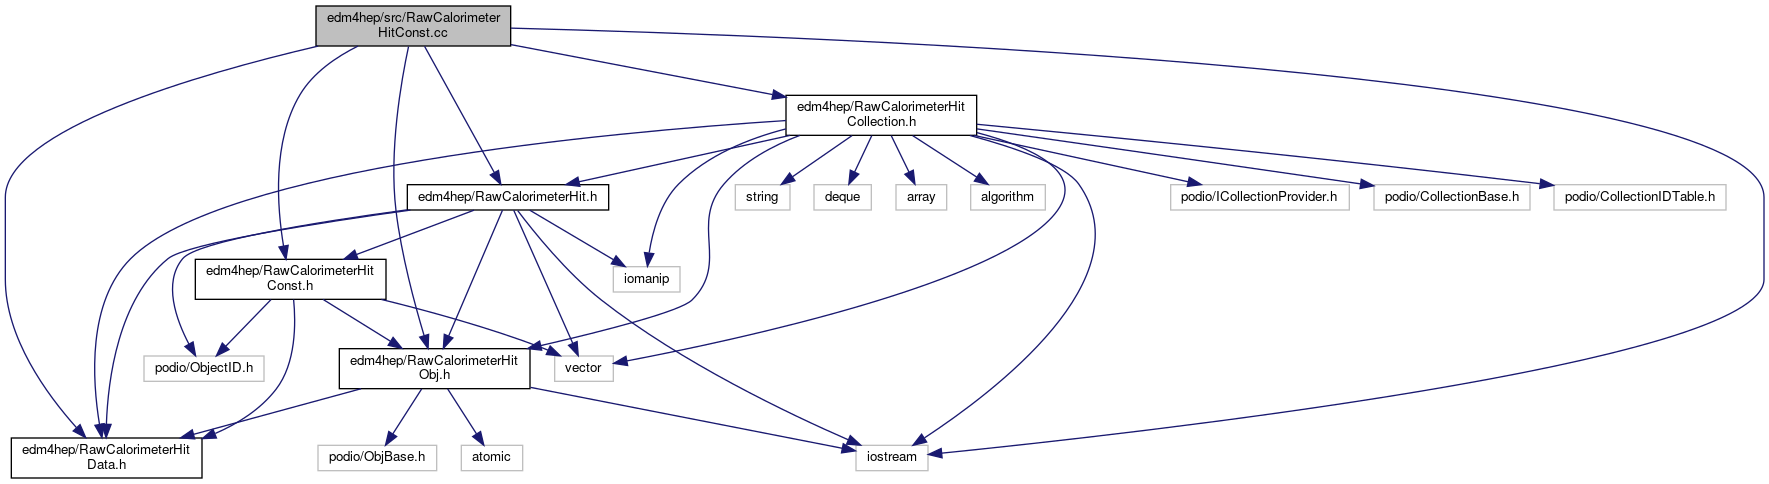 edm4hep/src/RawCalorimeter
HitConst.cc
edm4hep/RawCalorimeterHit
Collection.h
edm4hep/RawCalorimeterHit.h
string
deque
array
algorithm
podio/ICollectionProvider.h
podio/CollectionBase.h
podio/CollectionIDTable.h
edm4hep/RawCalorimeterHit
Const.h
iomanip
podio/ObjectID.h
edm4hep/RawCalorimeterHit
Obj.h
vector
edm4hep/RawCalorimeterHit
Data.h
podio/ObjBase.h
atomic
iostream